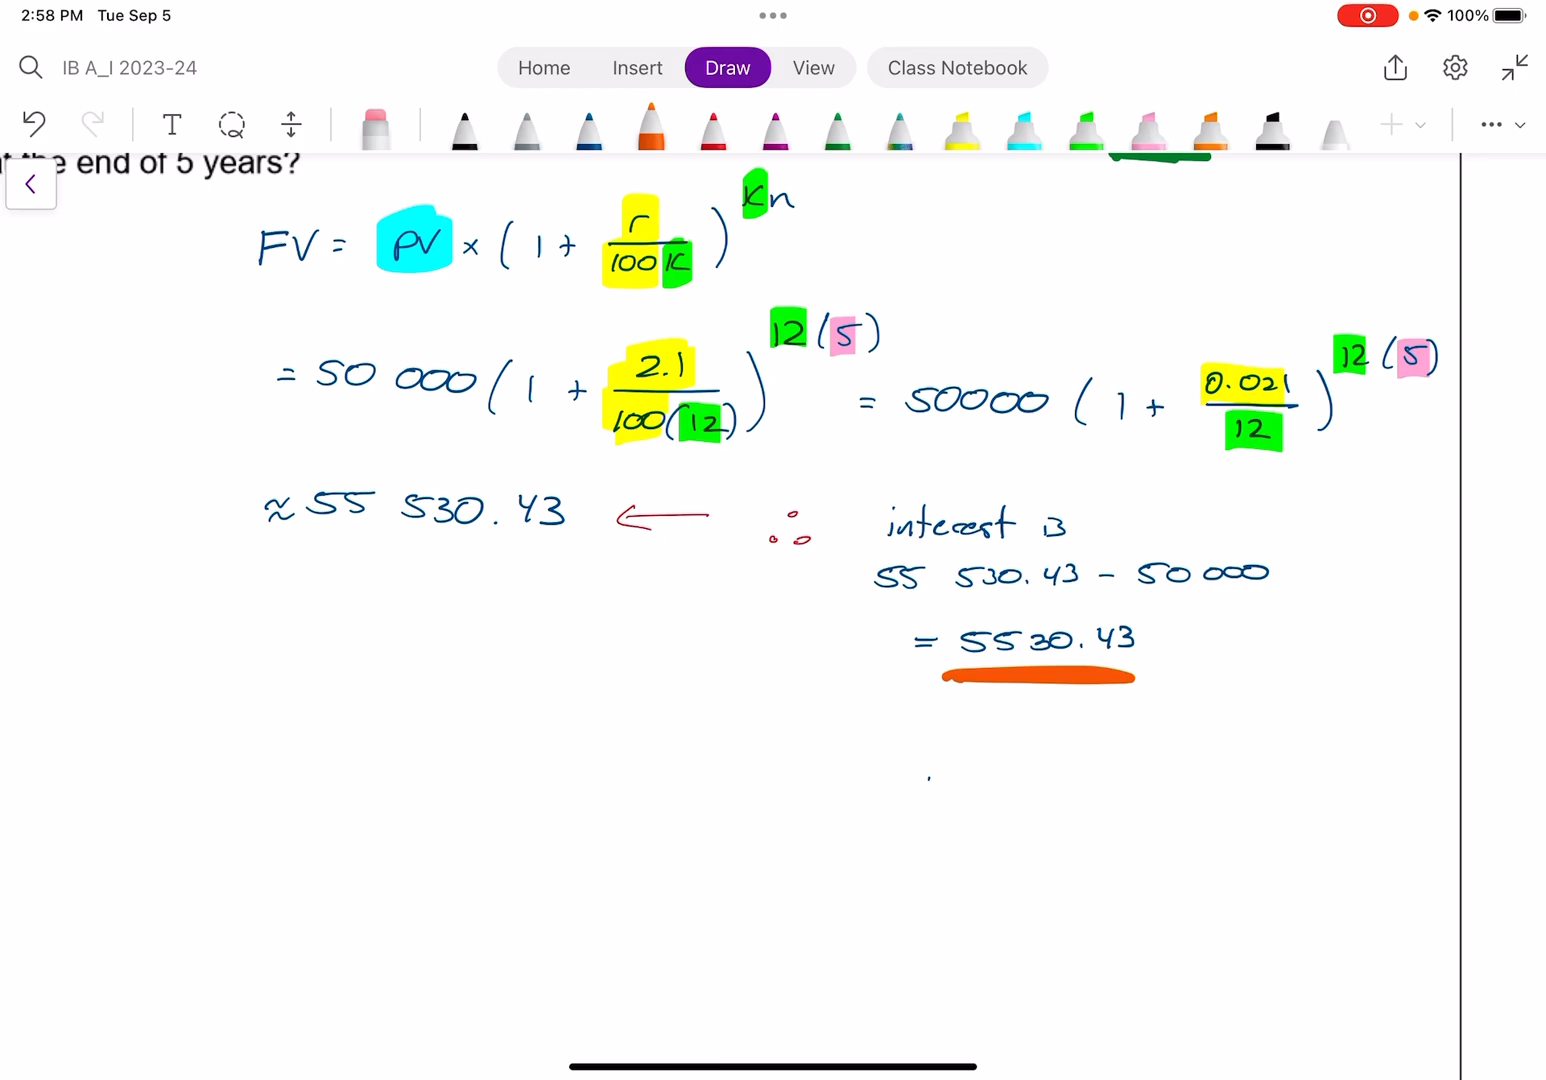 2:58 PM Tue Sep 5
100%
IB A_I 2023-24
Home Insert Draw View Class Notebook
the end of 5 years?
FV = PV × (1 + r/100K)^Kn
= 50 000 (1 + 2.1/100(12))^12(5) = 50000 (1 + 0.021/12)^12(5)
≈ 55 530.43 ← ∴ interest is
55 530.43 - 50 000
= 5530.43